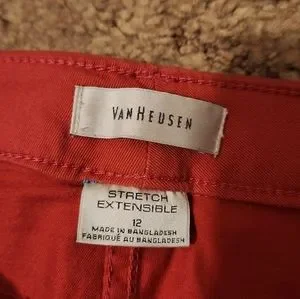 VAN HEUSEN
STRETCH
EXTENSIBLE
12
MADE IN BANGLADESH
FABRIQUÉ AU BANGLADESH